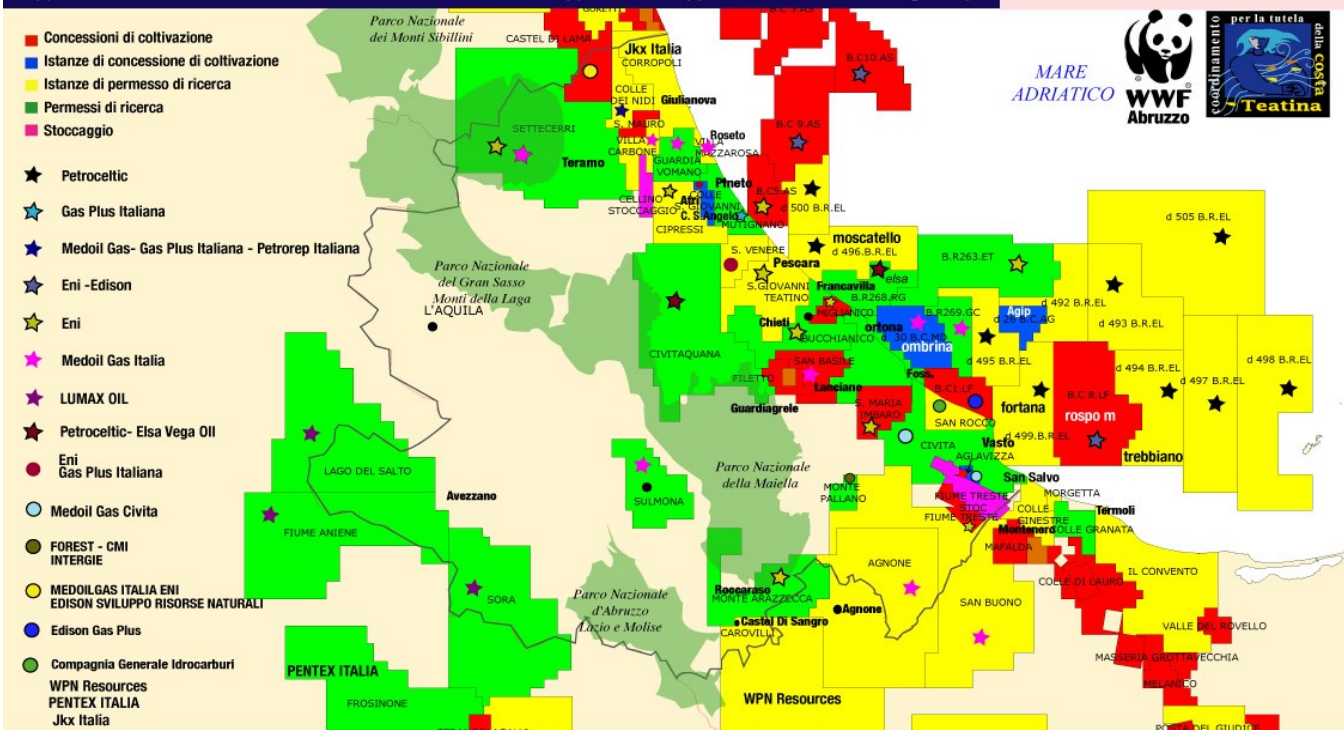 Concessioni di coltivazione
Istanze di concessione di coltivazione
Istanze di permesso di ricerca
Permessi di ricerca
Stoccaggio
Petroceltic
Gas Plus Italiana
Medoil Gas- Gas Plus Italiana - Petrorep Italiana
Eni -Edison
Eni
Medoil Gas Italia
LUMAX OIL
Petroceltic- Elsa Vega Oll
Eni
Gas Plus Italiana
Medoil Gas Civita
FOREST - CMI
INTERGIE
MEDOILGAS ITALIA ENI
EDISON SVILUPPO RISORSE NATURALI
Edison Gas Plus
Compagnia Generale Idrocarburi
WPN Resources
PENTEX ITALIA
Jkx Italia
Parco Nazionale
dei Monti Sibillini
CASTEL DI LAMA
Jkx Italia
CORROPOLI
COLLE
DEI NIDI
Giulianova
S. MAURO
SETTECERRI
VILLA
CARBONE
Roseto
VILLA
MAZZAROSA
GUARDIA
VOMANO
Teramo
Pineto
CELLINO
STOCCAGGIO
COLLE
S. GIOVANNI
Atri
C. S.Angelo
MUTIGNANO
CIPRESSI
B.C10.AS
B.C 9.AS
B.C5.AS
d 500 B.R.EL
MARE
ADRIATICO
WWF
Abruzzo
coordinamento
per la tutela
della costa
Teatina
Parco Nazionale
del Gran Sasso
Monti della Laga
L'AQUILA
S. VENERE
Pescara
S.GIOVANNI
TEATINO
moscatello
d 496.B.R.EL
elsa
B.R263.ET
d 505 B.R.EL
d 492 B.R.EL
d 493 B.R.EL
Francavilla
B.R268.RG
MIGLIANICO
ortona
B.R269.GC
Agip
d 26 B.C.AG
Chieti
BUCCHIANICO
d 30 B.C.MD
ombrina
d 495 B.R.EL
CIVITAQUANA
SAN BASILE
FILETTO
Lanciano
Foss.
B.C1.LF
Guardiagrele
S. MARIA
IMBARO
SAN ROCCO
fortana
B.C 8.LF
rospo m
d 494 B.R.EL
d 497 B.R.EL
d 498 B.R.EL
d 499.B.R.EL
trebbiano
CIVITA
Vasto
AGLAVIZZA
San Salvo
LAGO DEL SALTO
Avezzano
SULMONA
Parco Nazionale
della Maiella
MONTE
PALLANO
FIUME TRESTE
STOC
FIUME TRESTE
MORGETTA
COLLE
GINESTRE
Termoli
Montenero
COLLE GRANATA
MAFALDA
FIUME ANIENE
SORA
Parco Nazionale
d'Abruzzo
Lazio e Molise
Roccaraso
MONTE ARAZZECCA
Castel Di Sangro
CAROVILLI
AGNONE
Agnone
SAN BUONO
COLLE DI LAURO
IL CONVENTO
VALLE DEL ROVELLO
MASSERIA GROTTAVECCHIA
MELANICO
PENTEX ITALIA
FROSINONE
WPN Resources